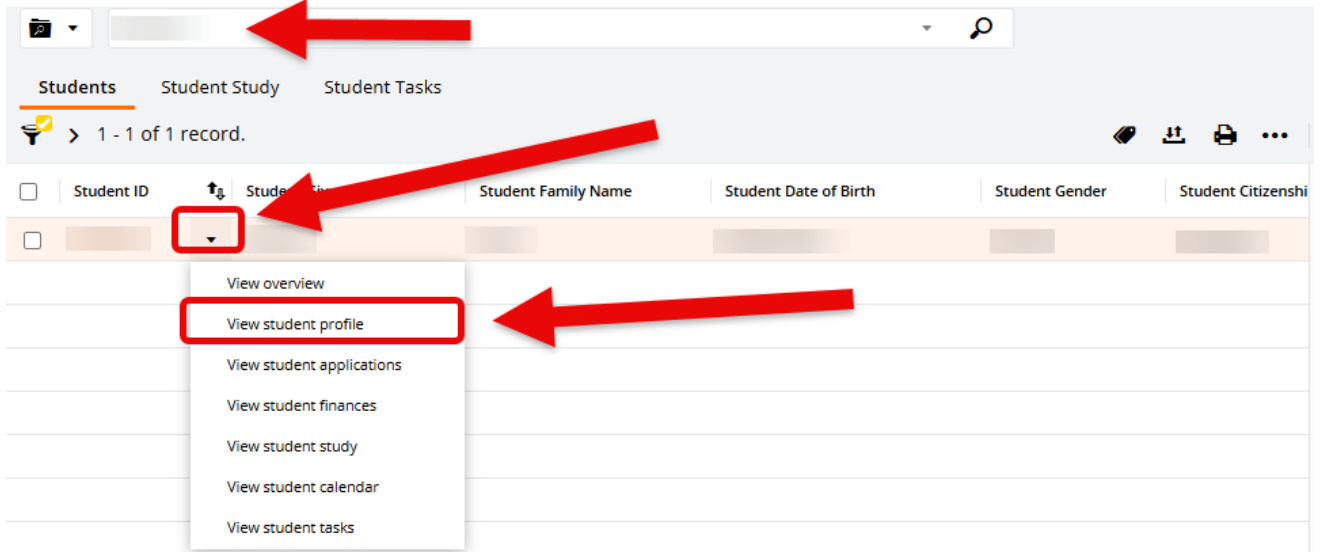 Students Student Study Student Tasks
1 - 1 of 1 record.
Student ID Student Family Name Student Date of Birth Student Gender Student Citizenshi
View overview
View student profile
View student applications
View student finances
View student study
View student calendar
View student tasks